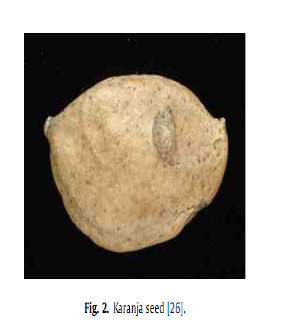 Fig. 2. Karanja seed [26].